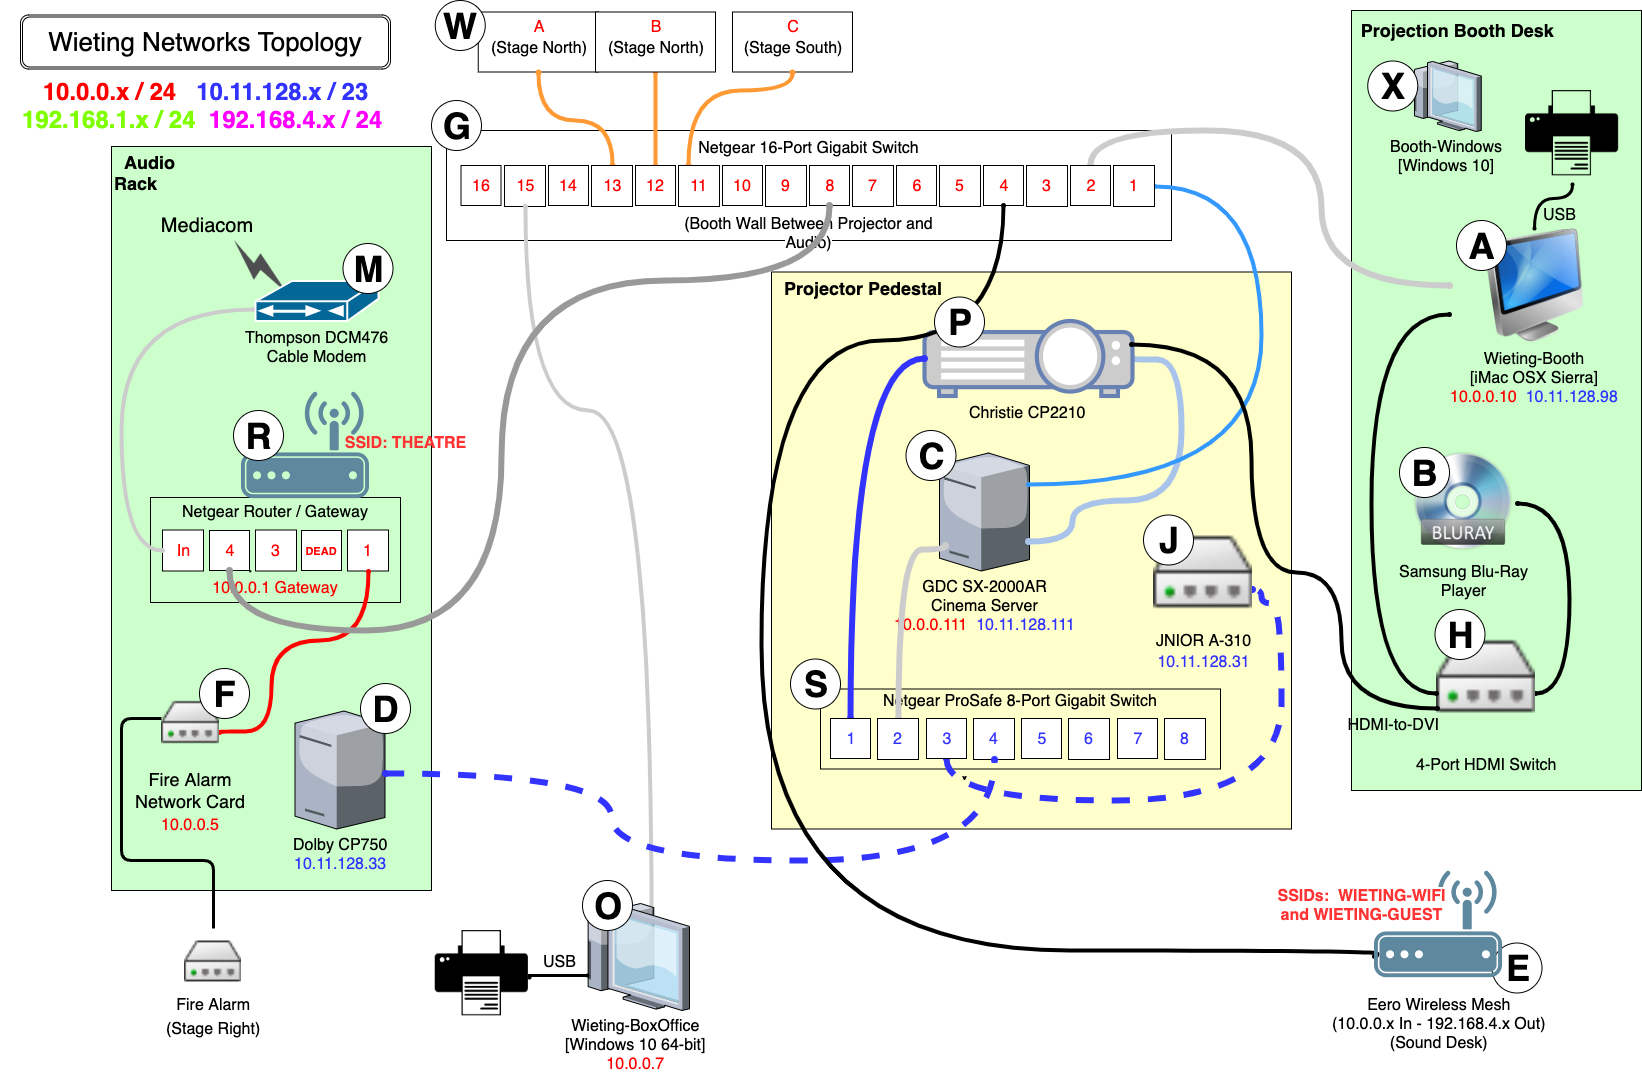 Wieting Networks Topology
10.0.0.x / 24 10.11.128.x / 23
192.168.1.x / 24 192.168.4.x / 24
W
A
(Stage North)
B
(Stage North)
C
(Stage South)
G
Netgear 16-Port Gigabit Switch
16 15 14 13 12 11 10 9 8 7 6 5 4 3 2 1
(Booth Wall Between Projector and
Audio)
Audio
Rack
Mediacom
M
Thompson DCM476
Cable Modem
R
SSID: THEATRE
Netgear Router / Gateway
In 4 3 DEAD 1
10.0.0.1 Gateway
F
Fire Alarm
Network Card
10.0.0.5
D
Dolby CP750
10.11.128.33
Fire Alarm
(Stage Right)
O
USB
Wieting-BoxOffice
[Windows 10 64-bit]
10.0.0.7
Projector Pedestal
P
Christie CP2210
C
GDC SX-2000AR
Cinema Server
10.0.0.111 10.11.128.111
J
JNIOR A-310
10.11.128.31
S
Netgear ProSafe 8-Port Gigabit Switch
1 2 3 4 5 6 7 8
Projection Booth Desk
X
Booth-Windows
[Windows 10]
USB
A
Wieting-Booth
[iMac OSX Sierra]
10.0.0.10 10.11.128.98
B
BLURAY
Samsung Blu-Ray
Player
H
HDMI-to-DVI
4-Port HDMI Switch
SSIDs: WIETING-WIFI
and WIETING-GUEST
E
Eero Wireless Mesh
(10.0.0.x In - 192.168.4.x Out)
(Sound Desk)